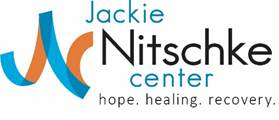 Jackie
Nitschke
center
hope. healing. recovery.